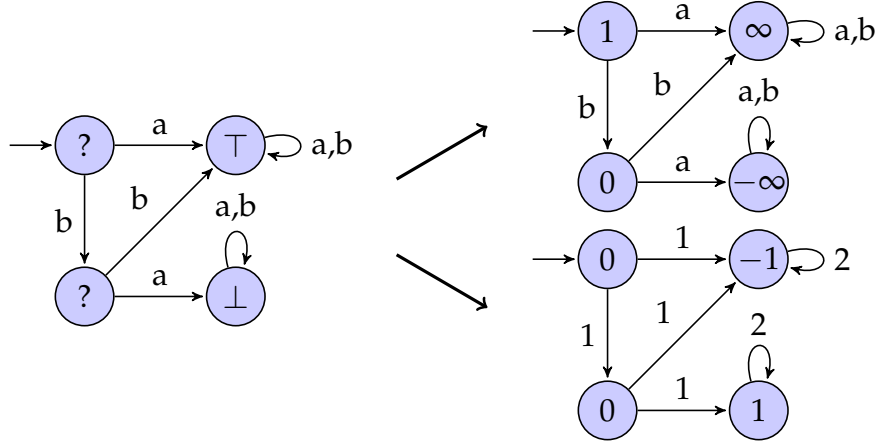 ? a ⊤ a,b
b b a,b
? a ⊥
1 a ∞ a,b
b b a,b
0 a −∞
0 1 −1 2
1 1 2
0 1 1